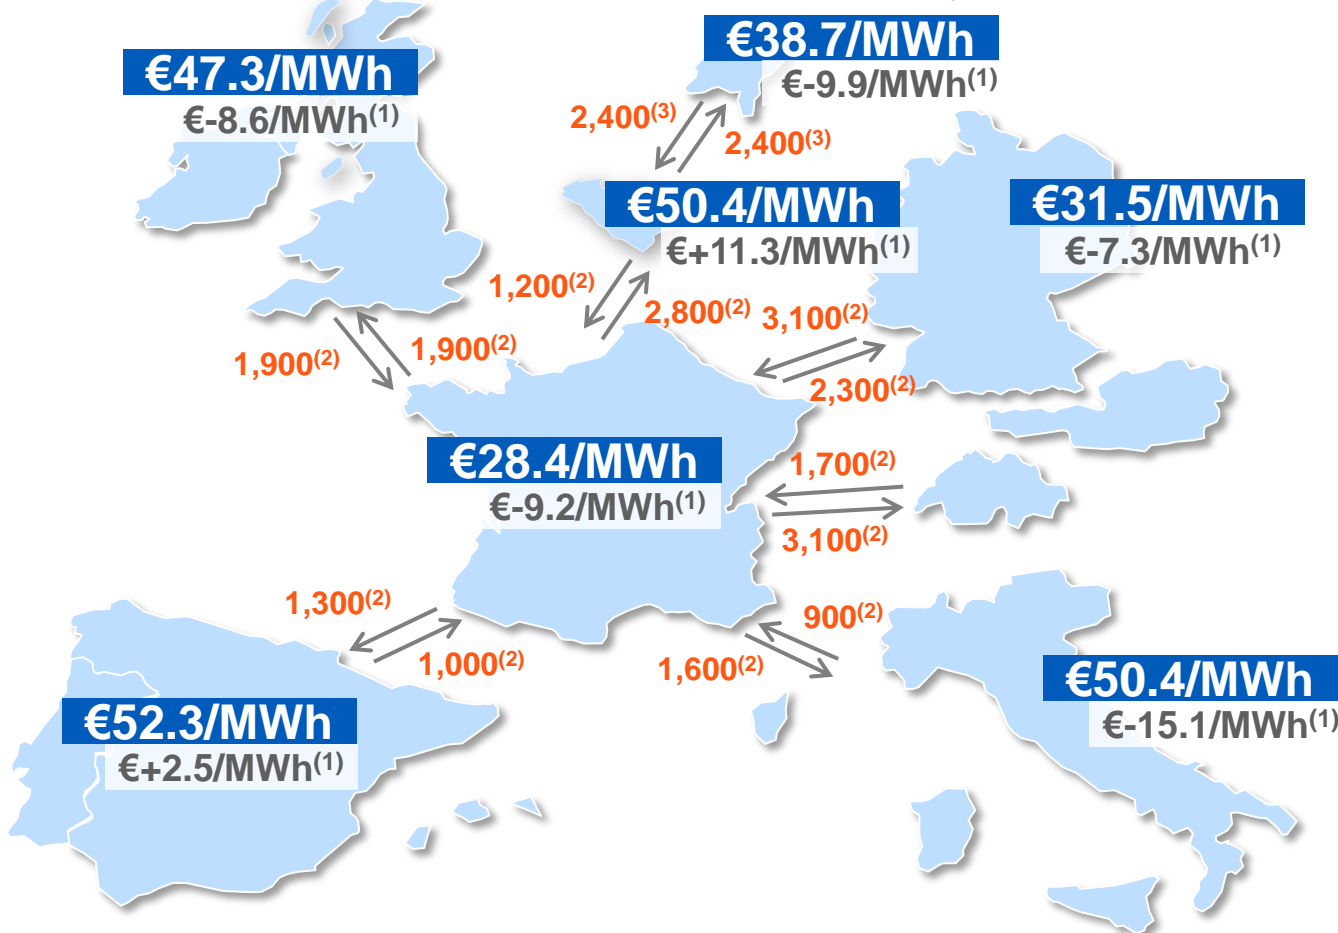 €38.7/MWh
€-9.9/MWh(1)
€47.3/MWh
€-8.6/MWh(1)
2,400(3)
2,400(3)
€50.4/MWh
€+11.3/MWh(1)
€31.5/MWh
€-7.3/MWh(1)
1,200(2)
2,800(2)
3,100(2)
1,900(2)
1,900(2)
2,300(2)
€28.4/MWh
€-9.2/MWh(1)
1,700(2)
3,100(2)
1,300(2)
1,000(2)
900(2)
1,600(2)
€50.4/MWh
€-15.1/MWh(1)
€52.3/MWh
€+2.5/MWh(1)